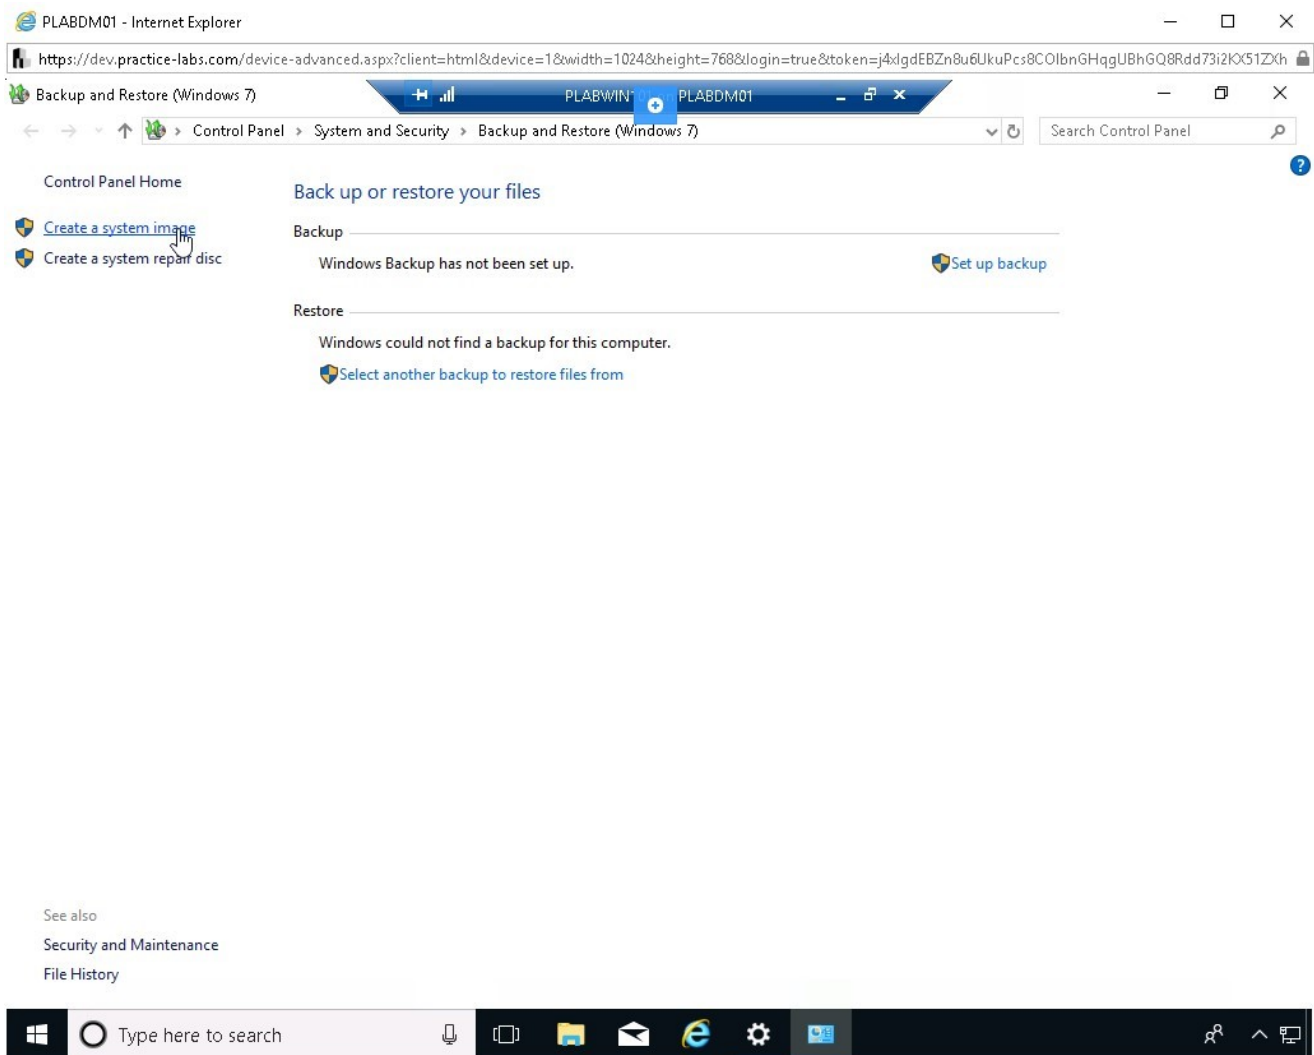 PLABDM01 - Internet Explorer
https://dev.practice-labs.com/device-advanced.aspx?client=html&device=1&width=1024&height=768&login=true&token=
Backup and Restore (Windows 7)
PLABDM01
Control Panel > System and Security > Backup and Restore (Windows 7)
Search Control Panel
Control Panel Home
Create a system image
Create a system repair disc
Back up or restore your files
Backup
Windows Backup has not been set up.
Set up backup
Restore
Windows could not find a backup for this computer.
Select another backup to restore files from
See also
Security and Maintenance
File History
Type here to search